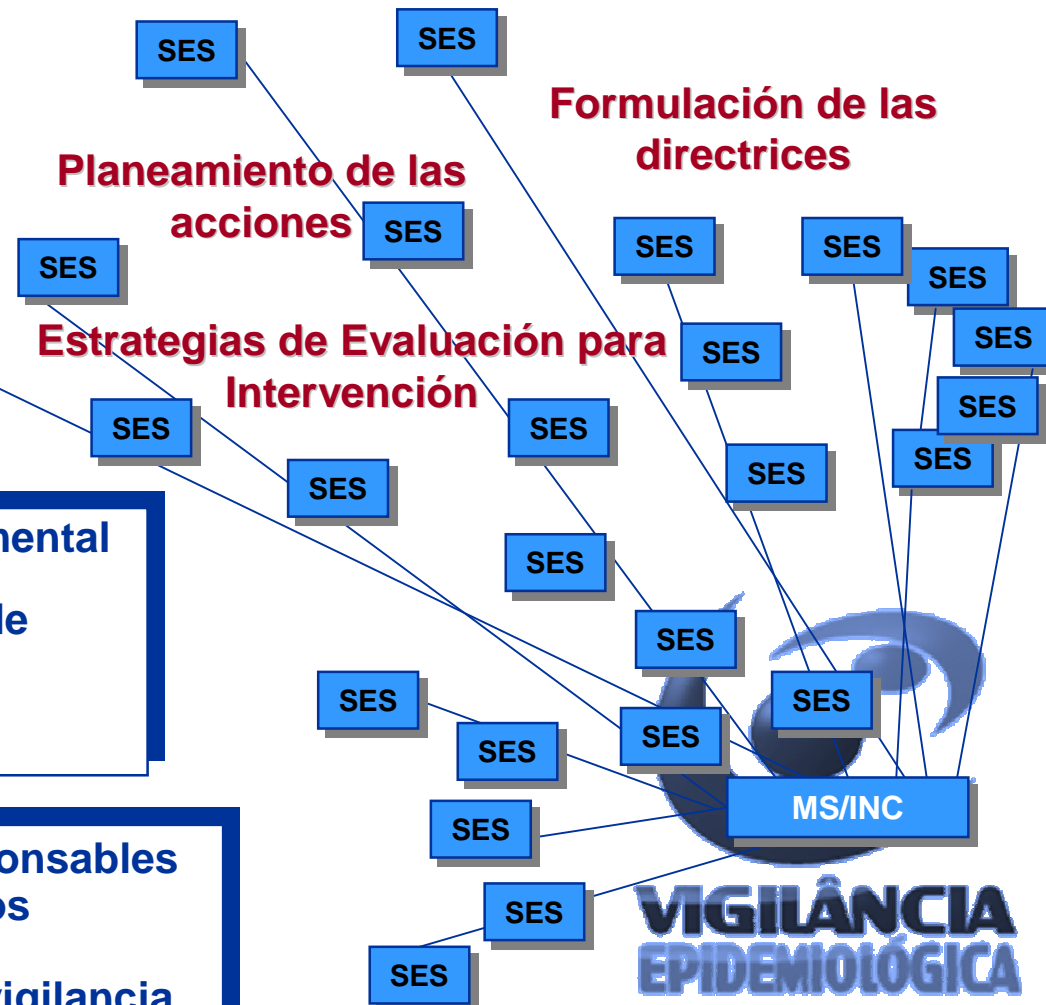 SES
SES
Formulación de las
directrices
Planeamiento de las
acciones
SES
SES
SES
SES
SES
SES
Estrategias de Evaluación para
Intervención
SES
SES
SES
SES
SES
SES
SES
mental
SES
SES
SES
SES
SES
SES
MS/INC
SES
onsables
os
SES
vigilancia
SES
VIGILÂNCIA
EPIDEMIOLÓGICA